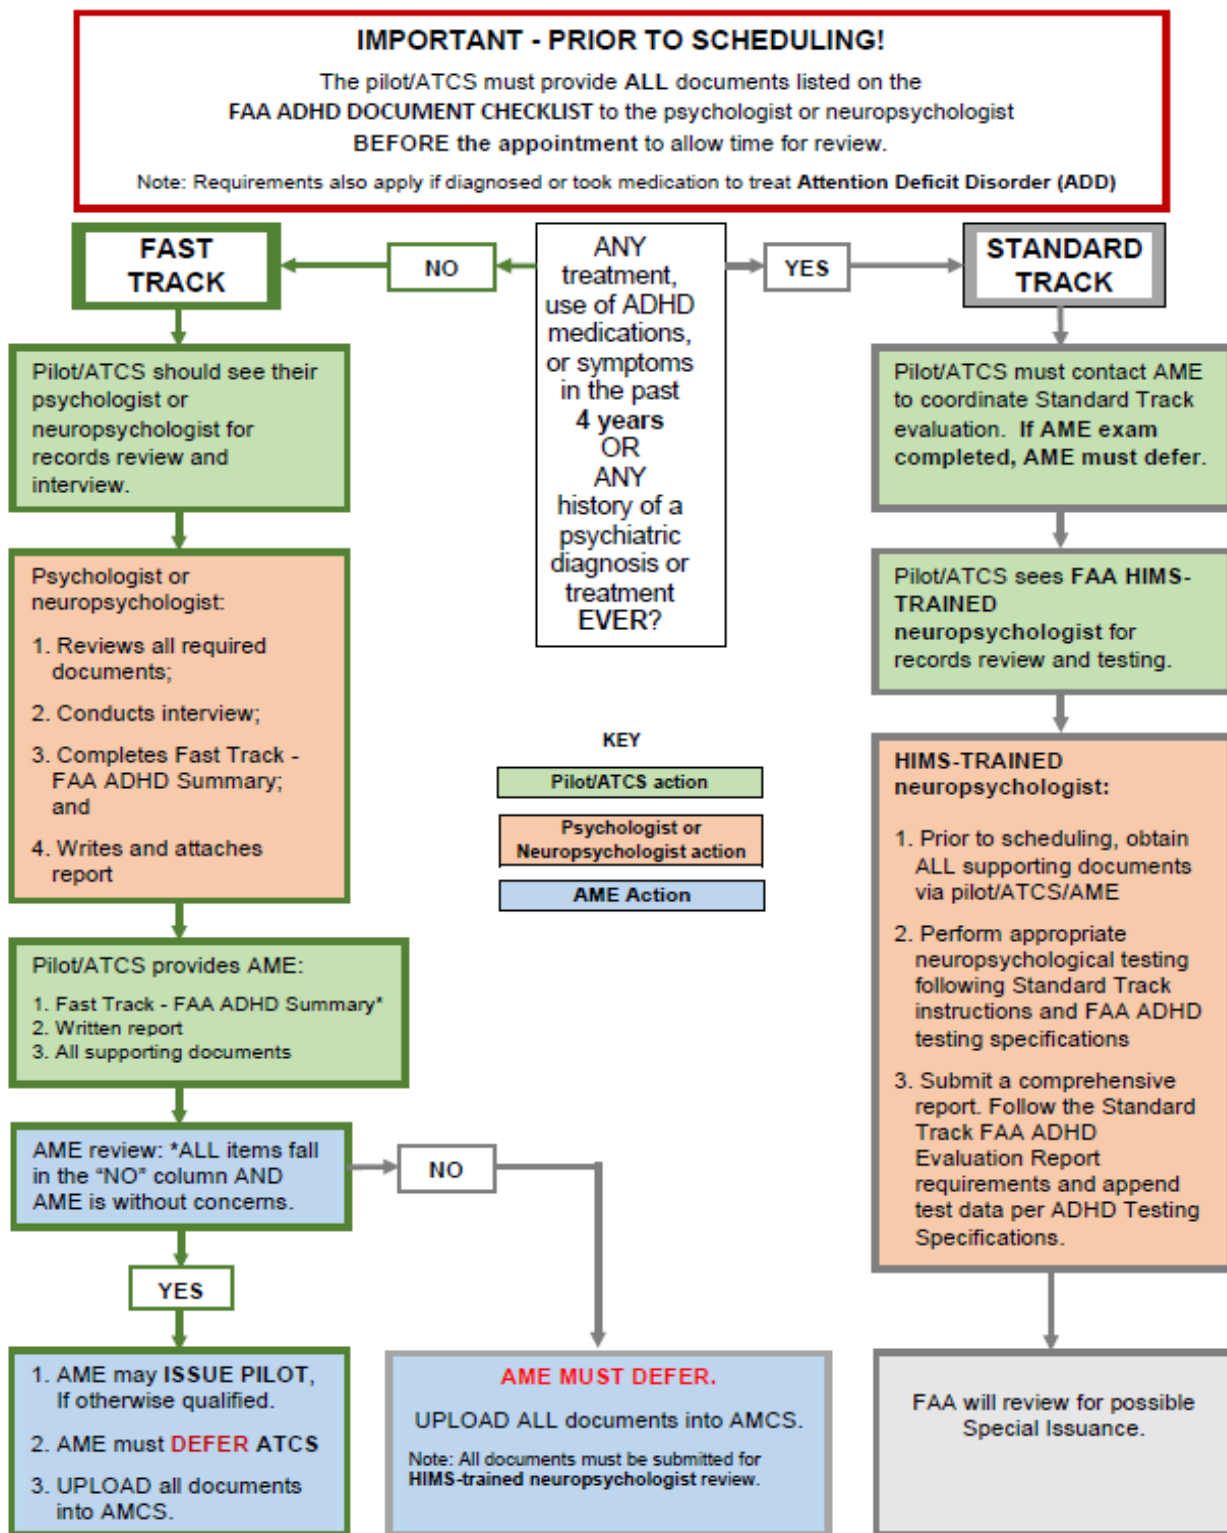 IMPORTANT - PRIOR TO SCHEDULING!
The pilot/ATCS must provide ALL documents listed on the
FAA ADHD DOCUMENT CHECKLIST to the psychologist or neuropsychologist
BEFORE the appointment to allow time for review.
Note: Requirements also apply if diagnosed or took medication to treat Attention Deficit Disorder (ADD)
FAST
TRACK
NO
ANY
treatment,
use of ADHD
medications,
or symptoms
in the past
4 years
OR
ANY
history of a
psychiatric
diagnosis or
treatment
EVER?
YES
STANDARD
TRACK
Pilot/ATCS should see their
psychologist or
neuropsychologist for
records review and
interview.
Psychologist or
neuropsychologist:
1. Reviews all required
documents;
2. Conducts interview;
3. Completes Fast Track -
FAA ADHD Summary;
and
4. Writes and attaches
report
Pilot/ATCS provides AME:
1. Fast Track - FAA ADHD Summary*
2. Written report
3. All supporting documents
AME review: *ALL items fall
in the “NO” column AND
AME is without concerns.
NO
YES
1. AME may ISSUE PILOT,
If otherwise qualified.
2. AME must DEFER ATCS
3. UPLOAD all documents
into AMCS.
AME MUST DEFER.
UPLOAD ALL documents into AMCS.
Note: All documents must be submitted for
HIMS-trained neuropsychologist review.
KEY
Pilot/ATCS action
Psychologist or
Neuropsychologist action
AME Action
Pilot/ATCS must contact AME
to coordinate Standard Track
evaluation. If AME exam
completed, AME must defer.
Pilot/ATCS sees FAA HIMS-
TRAINED
neuropsychologist for
records review and testing.
HIMS-TRAINED
neuropsychologist:
1. Prior to scheduling, obtain
ALL supporting documents
via pilot/ATCS/AME
2. Perform appropriate
neuropsychological testing
following Standard Track
instructions and FAA ADHD
testing specifications
3. Submit a comprehensive
report. Follow the Standard
Track FAA ADHD
Evaluation Report
requirements and append
test data per ADHD Testing
Specifications.
FAA will review for possible
Special Issuance.